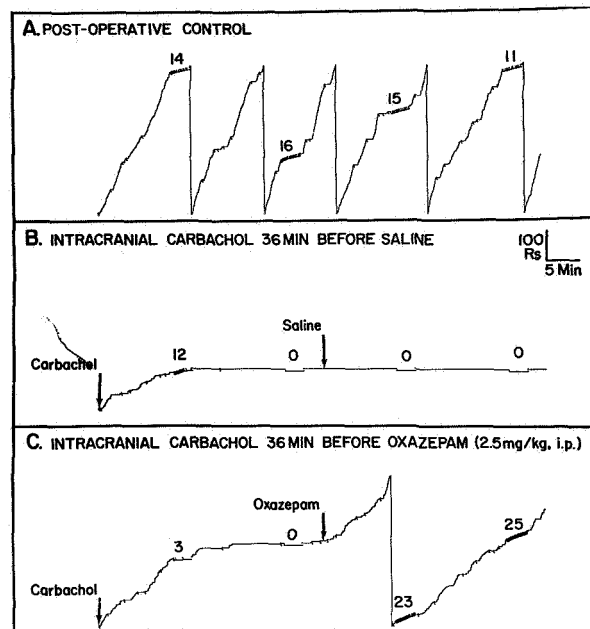 A. POST-OPERATIVE CONTROL
14
11
15
16
B. INTRACRANIAL CARBACHOL 36 MIN BEFORE SALINE
100
Rs
5 Min
Saline
Carbachol
12
0
0
0
C. INTRACRANIAL CARBACHOL 36 MIN BEFORE OXAZEPAM (2.5mg/kg, i.p.)
Oxazepam
3
0
25
Carbachol
23